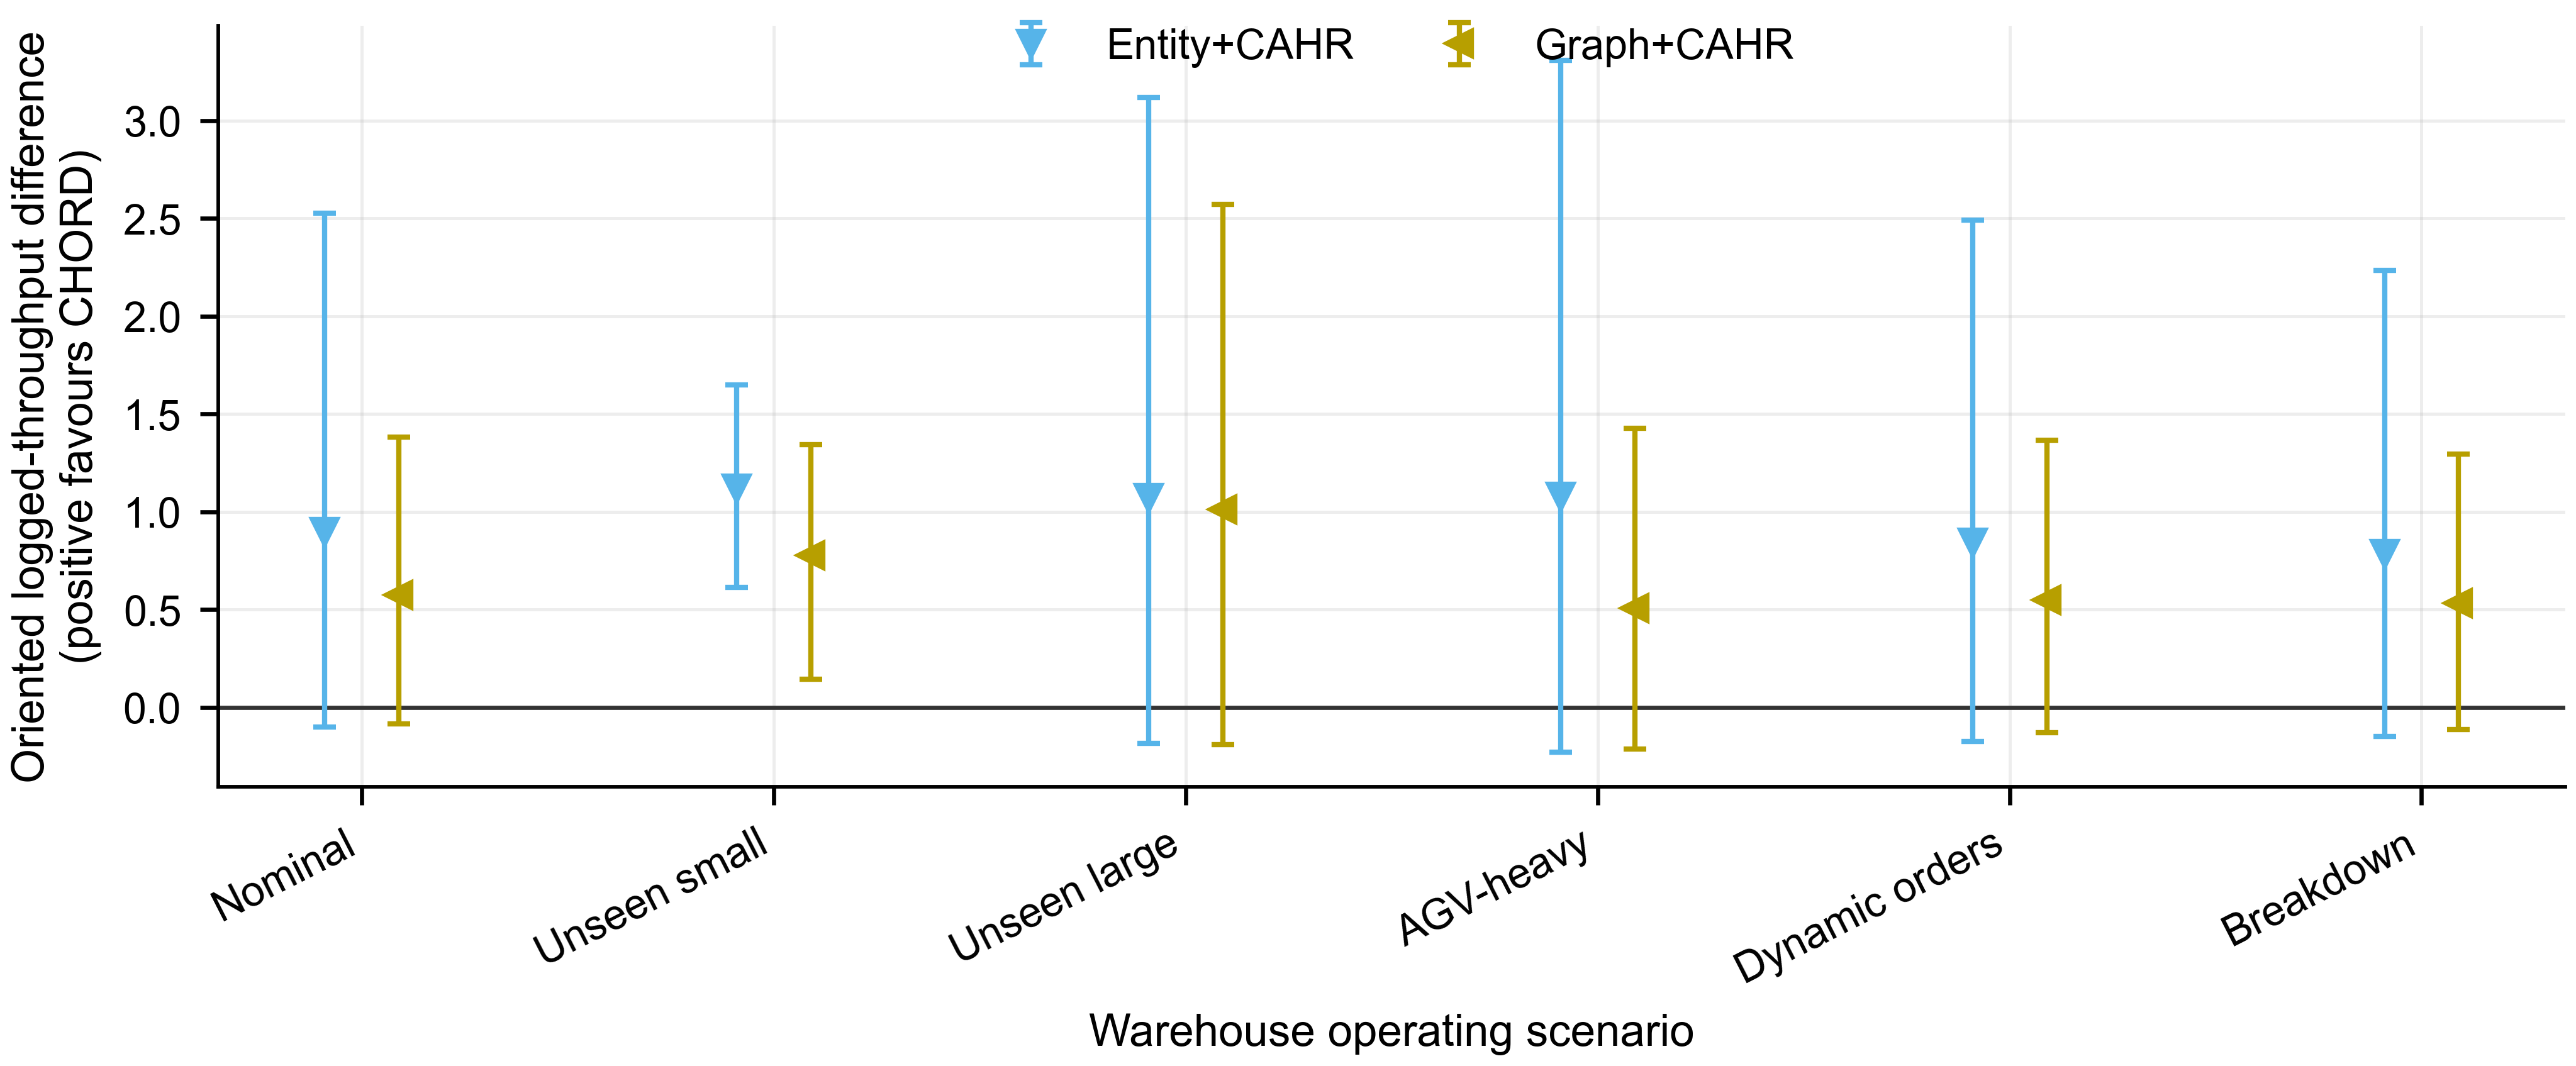 Entity+CAHR
Graph+CAHR
Oriented logged-throughput difference
(positive favours CHORD)
3.0
2.5
2.0
1.5
1.0
0.5
0.0
Nominal
Unseen small
Unseen large
AGV-heavy
Dynamic orders
Breakdown
Warehouse operating scenario